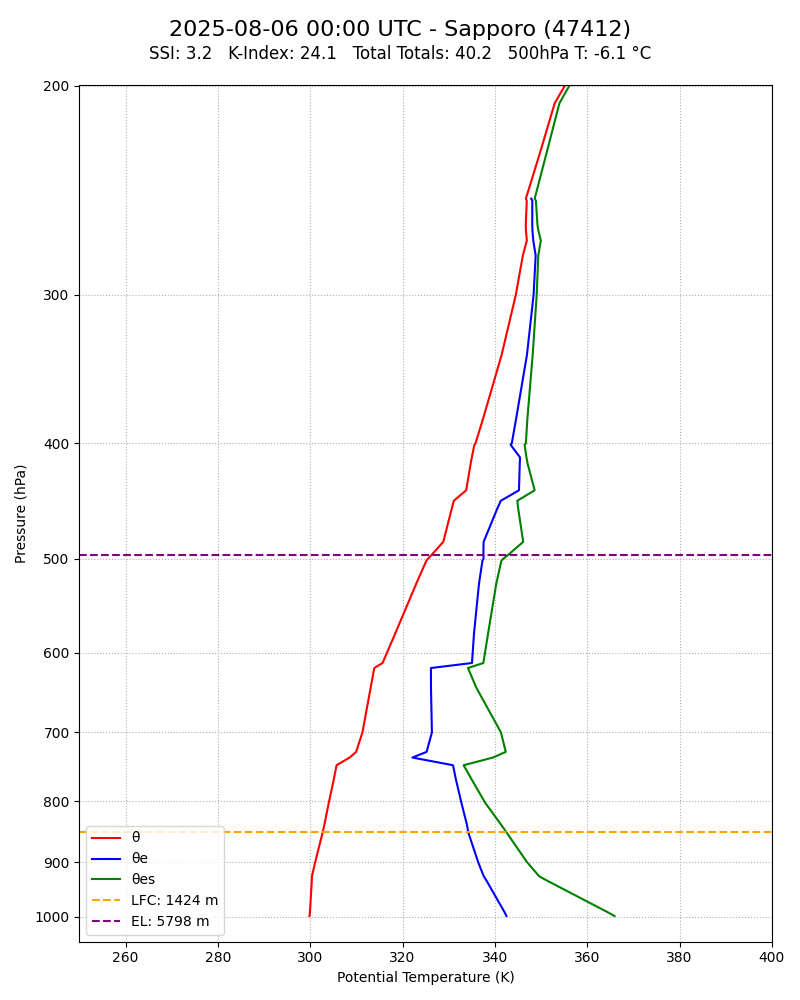 2025-08-06 00:00 UTC - Sapporo (47412)
SSI: 3.2 K-Index: 24.1 Total Totals: 40.2 500hPa T: -6.1 °C
200
300
400
500
600
700
800
900
1000
Pressure (hPa)
θ
θe
θes
LFC: 1424 m
EL: 5798 m
260 280 300 320 340 360 380 400
Potential Temperature (K)